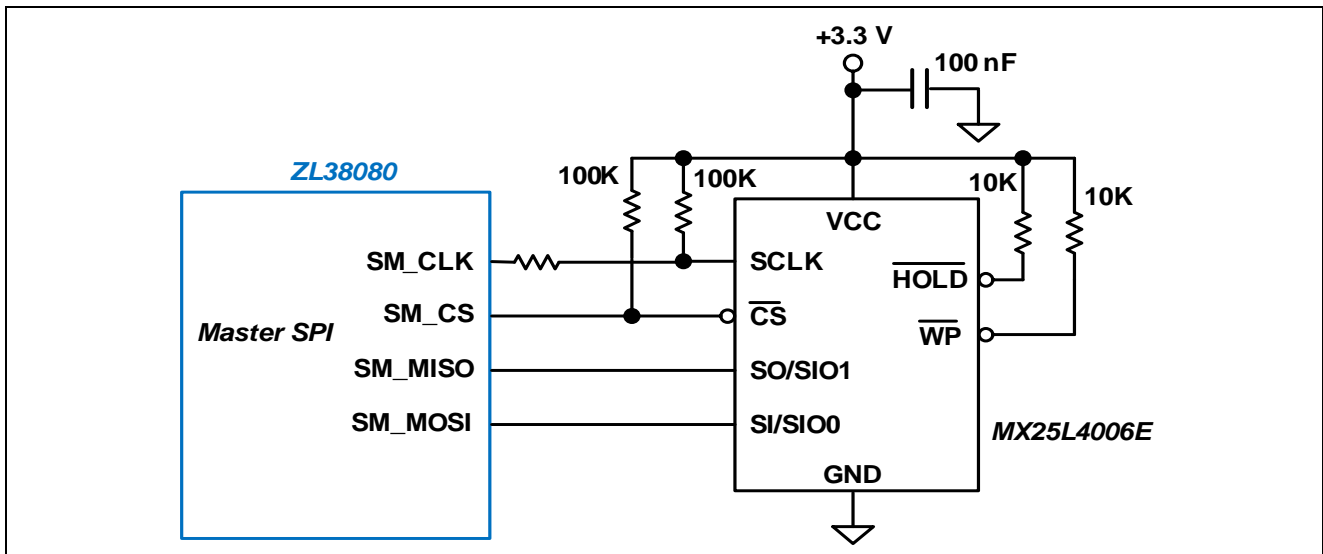 +3.3 V
100 nF
ZL38080
100K
100K
10K
10K
VCC
SM_CLK
SCLK
HOLD
SM_CS
CS
WP
Master SPI
SM_MISO
SO/SIO1
SM_MOSI
SI/SIO0
MX25L4006E
GND